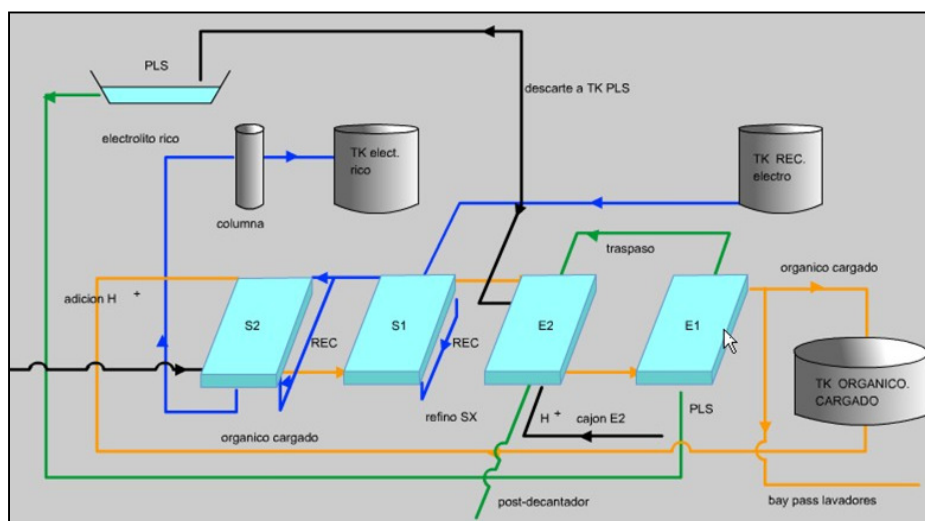 PLS
descarte a TK PLS
electrolito rico
TK elect.
rico
TK REC.
electro
columna
traspaso
organico cargado
adicion H +
S2
S1
E2
E1
REC
REC
TK ORGANICO.
CARGADO
refino SX
H +
cajon E2
PLS
organico cargado
post-decantador
bay pass lavadores